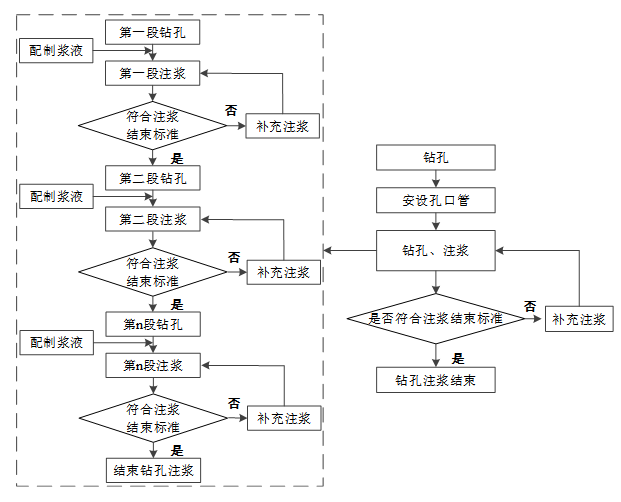 第一段钻孔
配制浆液
第一段注浆
否
符合注浆
结束标准
补充注浆
是
第二段钻孔
配制浆液
第二段注浆
否
符合注浆
结束标准
补充注浆
是
第n段钻孔
配制浆液
第n段注浆
否
符合注浆
结束标准
补充注浆
是
结束钻孔注浆
钻孔
安设孔口管
钻孔、注浆
否
是否符合注浆结束标准
补充注浆
是
钻孔注浆结束